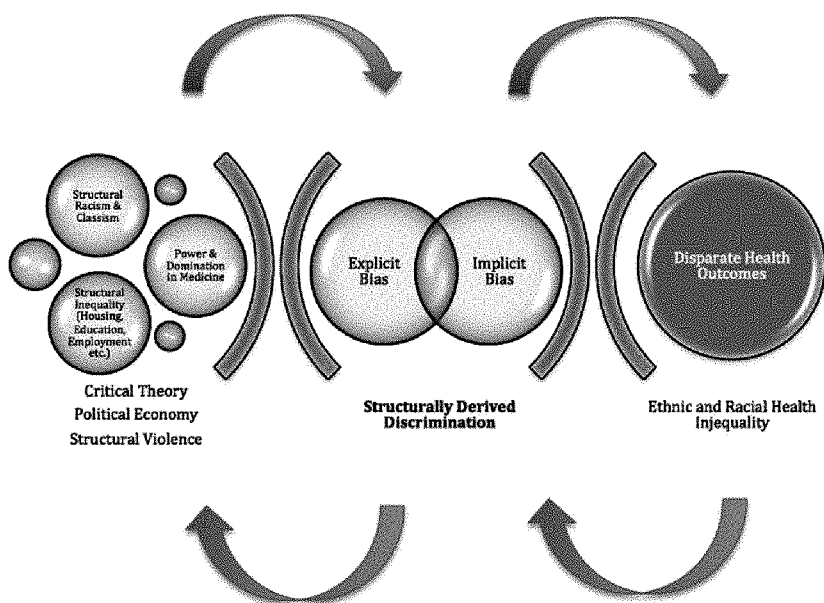 Structural
Racism &
Classism
Power &
Domination
in Medicine
Structural
Inequality
(Housing,
Education,
Employment
etc.)
Critical Theory
Political Economy
Structural Violence
Explicit
Bias
Implicit
Bias
Structurally Derived
Discrimination
Disparate Health
Outcomes
Ethnic and Racial Health
Injequality